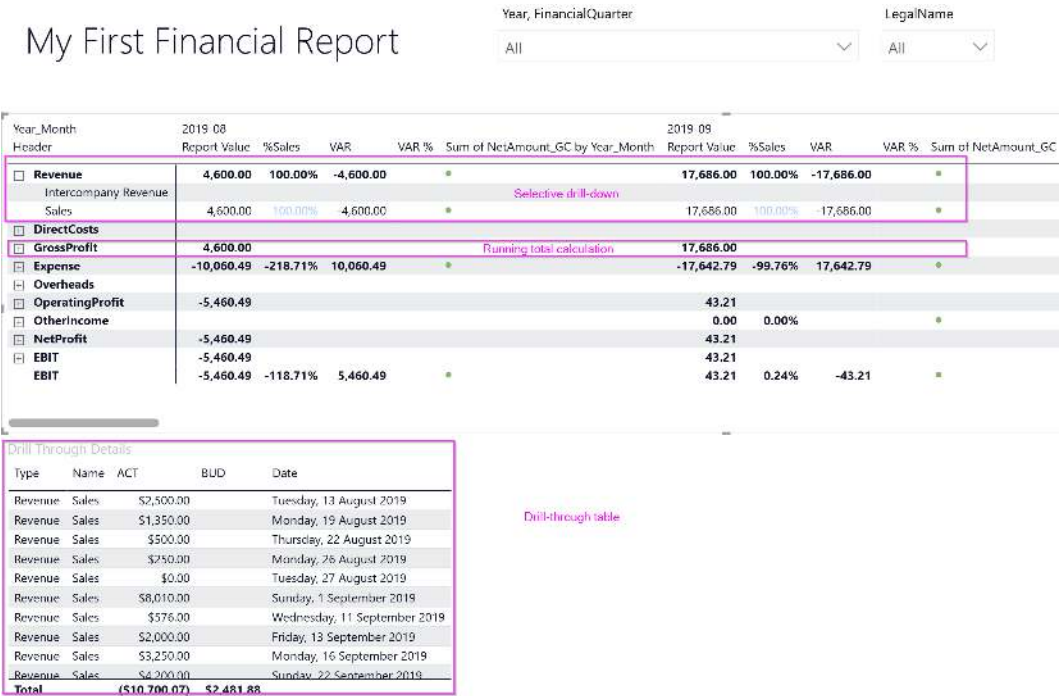 Year, FinancialQuarter LegalName
My First Financial Report
All All
Year_Month 2019-08 2019-09
Header Report Value %Sales VAR VAR % Sum of NetAmount_GC by Year_Month Report Value %Sales VAR VAR % Sum of NetAmount_GC
Revenue 4,600.00 100.00% -4,600.00 17,686.00 100.00% -17,686.00
Intercompany Revenue Selective drill-down
Sales 4,600.00 100.00% -4,600.00 17,686.00 100.00% -17,686.00
DirectCosts
GrossProfit 4,600.00 Running total calculation 17,686.00
Expense -10,060.49 -218.71% 10,060.49 -17,642.79 -99.76% 17,642.79
Overheads
OperatingProfit -5,460.49 43.21
OtherIncome 0.00 0.00%
NetProfit -5,460.49 43.21
EBIT -5,460.49 43.21
EBIT -5,460.49 -118.71% 5,460.49 43.21 0.24% -43.21
Drill Through Details
Type Name ACT BUD Date
Revenue Sales $2,500.00 Tuesday, 13 August 2019
Revenue Sales $1,350.00 Monday, 19 August 2019
Drill-through table
Revenue Sales $500.00 Thursday, 22 August 2019
Revenue Sales $250.00 Monday, 26 August 2019
Revenue Sales $0.00 Tuesday, 27 August 2019
Revenue Sales $8,010.00 Sunday, 1 September 2019
Revenue Sales $576.00 Wednesday, 11 September 2019
Revenue Sales $2,000.00 Friday, 13 September 2019
Revenue Sales $3,250.00 Monday, 16 September 2019
Revenue Sales $4,200.00 Sunday, 22 September 2019
Total ($10,700.07) $2,481.88